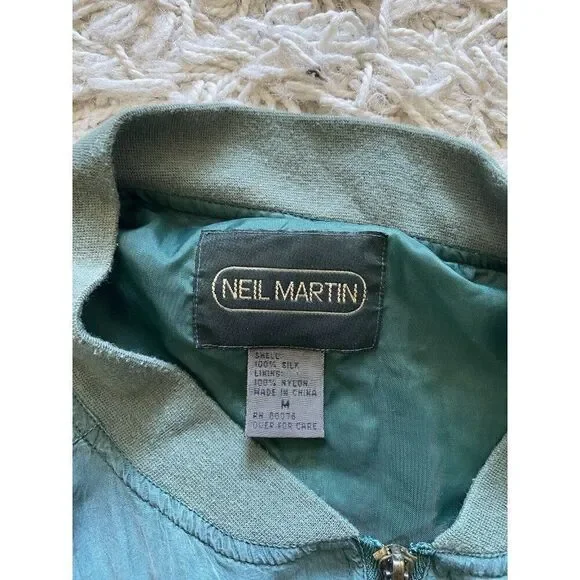 NEIL MARTIN
SHELL:
100% SILK
LINING:
100% NYLON
MADE IN CHINA
M
RN 86076
OVER FOR CARE